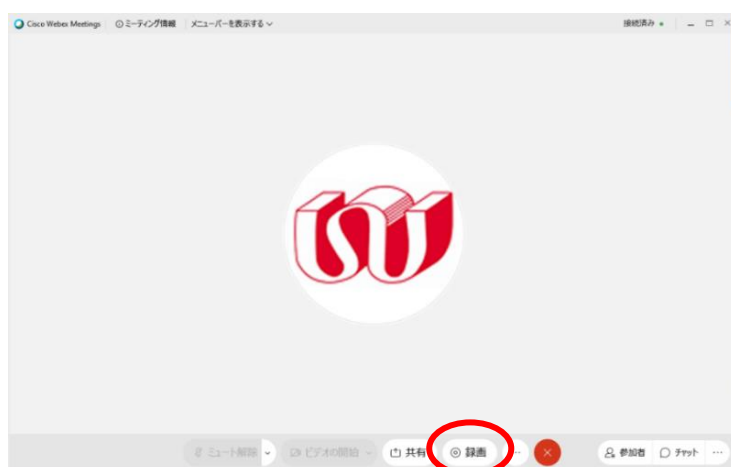 Cisco Webex Meetings ミーティング情報 メニューバーを表示する 接続済み
ミュート解除 ビデオの開始 共有 録画 参加者 チャット